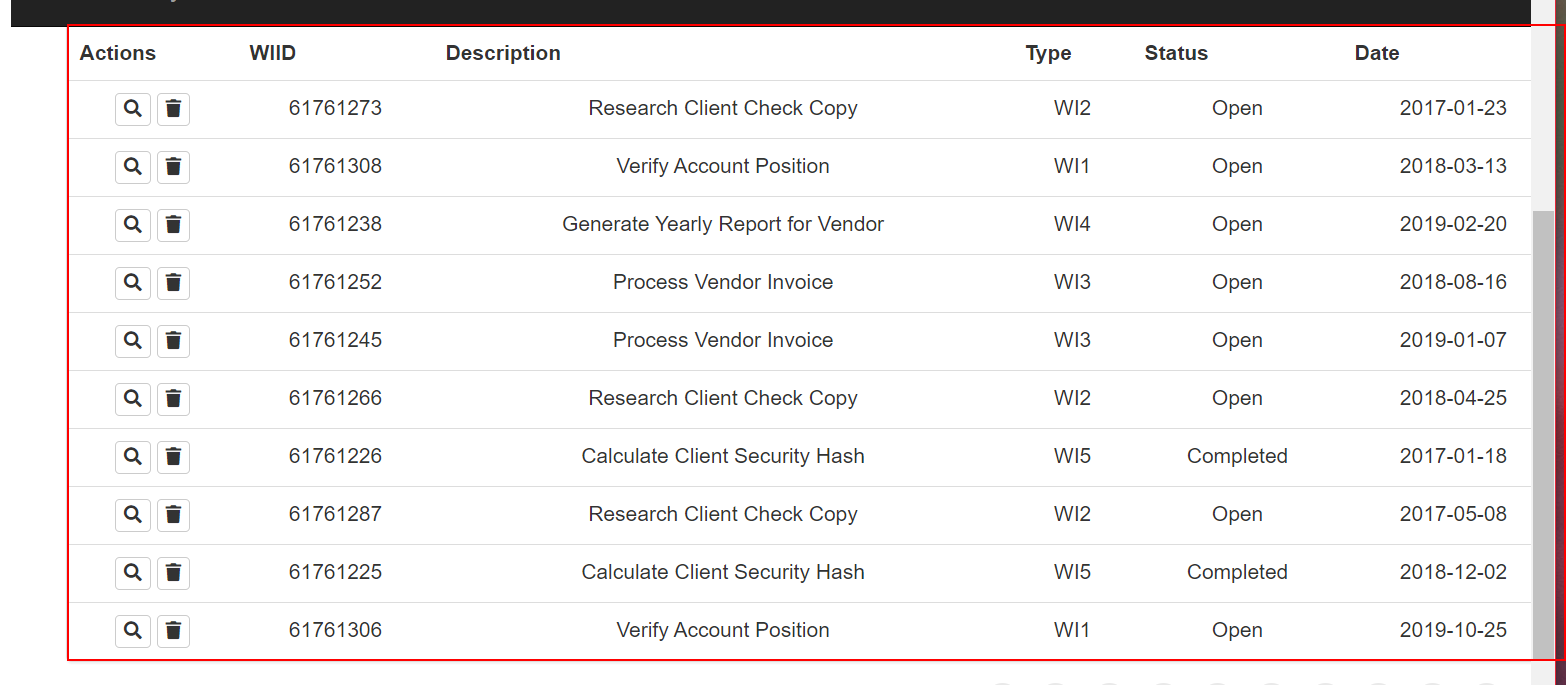 Actions WIID Description Type Status Date
61761273 Research Client Check Copy WI2 Open 2017-01-23
61761308 Verify Account Position WI1 Open 2018-03-13
61761238 Generate Yearly Report for Vendor WI4 Open 2019-02-20
61761252 Process Vendor Invoice WI3 Open 2018-08-16
61761245 Process Vendor Invoice WI3 Open 2019-01-07
61761266 Research Client Check Copy WI2 Open 2018-04-25
61761226 Calculate Client Security Hash WI5 Completed 2017-01-18
61761287 Research Client Check Copy WI2 Open 2017-05-08
61761225 Calculate Client Security Hash WI5 Completed 2018-12-02
61761306 Verify Account Position WI1 Open 2019-10-25